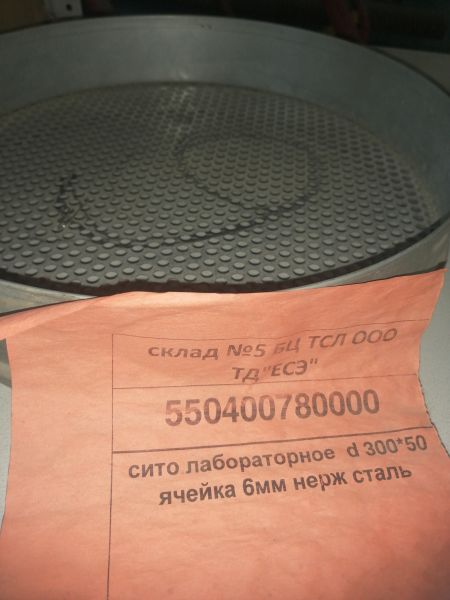 склад №5 БЦ ТСЛ ООО
ТД"ЕСЭ"
550400780000
сито лабораторное d 300*50
ячейка 6мм нерж сталь